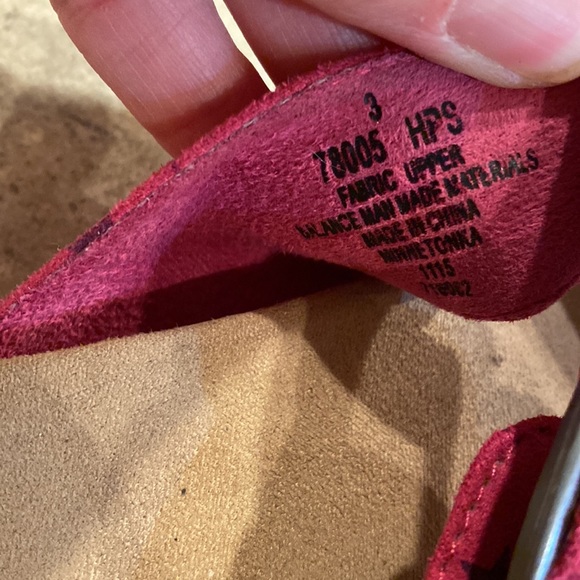 3
78005 HPS
FABRIC UPPER
BALANCE MAN MADE MATERIALS
MADE IN CHINA
MINNETONKA
1115